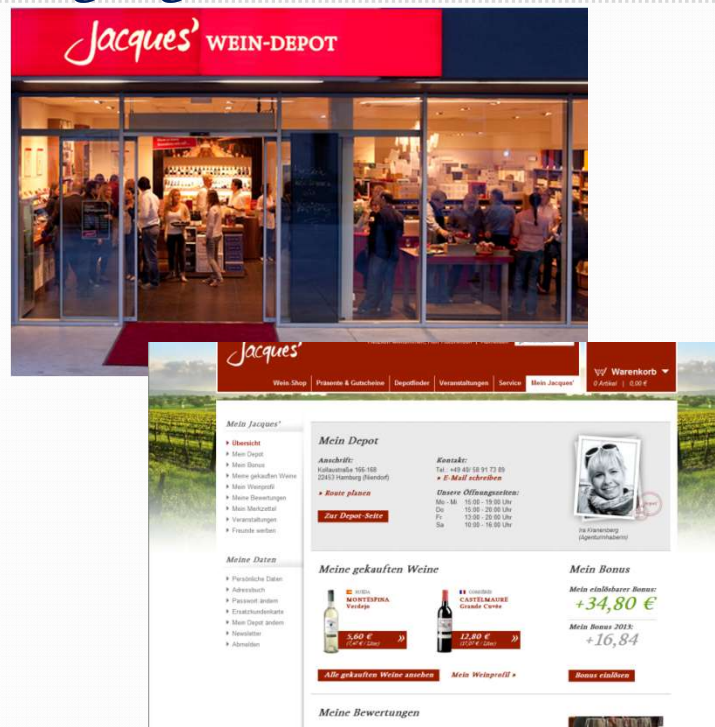 Jacques' WEIN-DEPOT
Jacques'
Warenkorb
0 Artikel | 0,00 €
Wein-Shop | Präsente & Gutscheine | Depotfinder | Veranstaltungen | Service | Mein Jacques'
Mein Jacques'
Übersicht
Mein Depot
Mein Bonus
Meine gekauften Weine
Mein Weinprofil
Meine Bewertungen
Mein Merkzettel
Veranstaltungen
Freunde werben
Meine Daten
Persönliche Daten
Adressbuch
Passwort ändern
Ersatzkundenkarte
Mein Depot ändern
Newsletter
Abmelden
Mein Depot
Anschrift:
Kollaustraße 166-168
22453 Hamburg (Niendorf)
» Route planen
Zur Depot-Seite
Kontakt:
Tel.: +49 40/ 58 91 73 89
» E-Mail schreiben
Unsere Öffnungszeiten:
Mo - Mi 15:00 - 19:00 Uhr
Do 15:00 - 20:00 Uhr
Fr 13:00 - 20:00 Uhr
Sa 10:00 - 16:00 Uhr
(Agenturinhaberin)
Meine gekauften Weine
MONTESPINA
Verdejo
5,60 €
(7,47 € / Liter)
»
CASTELMAURE
Grande Cuvée
12,80 €
(17,07 € / Liter)
»
Alle gekauften Weine ansehen
Mein Weinprofil »
Mein Bonus
Mein einlösbarer Bonus:
+34,80 €
Mein Bonus 2013:
+16,84
Bonus einlösen
Meine Bewertungen